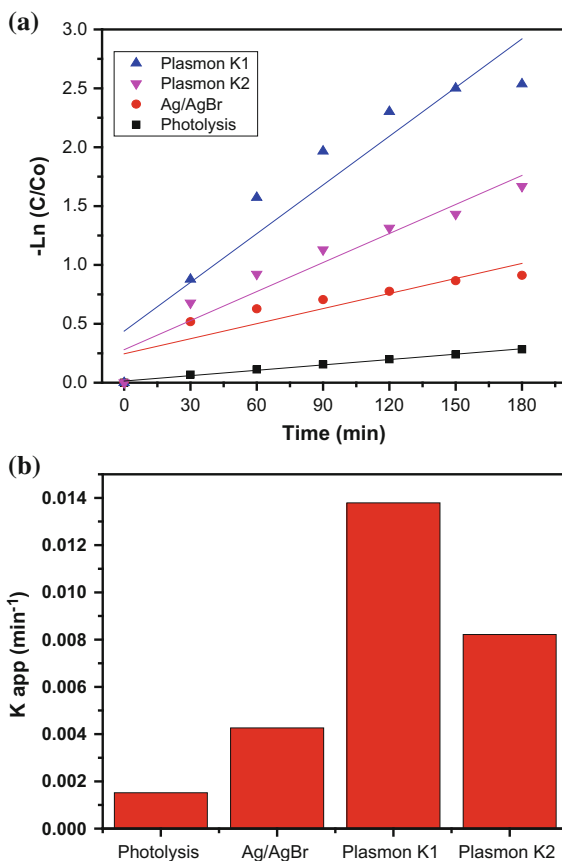 (a)
3.0
2.5
2.0
1.5
1.0
0.5
0.0
-Ln (C/Co)
Plasmon K1
Plasmon K2
Ag/AgBr
Photolysis
0 30 60 90 120 150 180
Time (min)
(b)
0.014
0.012
0.010
0.008
0.006
0.004
0.002
0.000
K app (min⁻¹)
Photolysis Ag/AgBr Plasmon K1 Plasmon K2